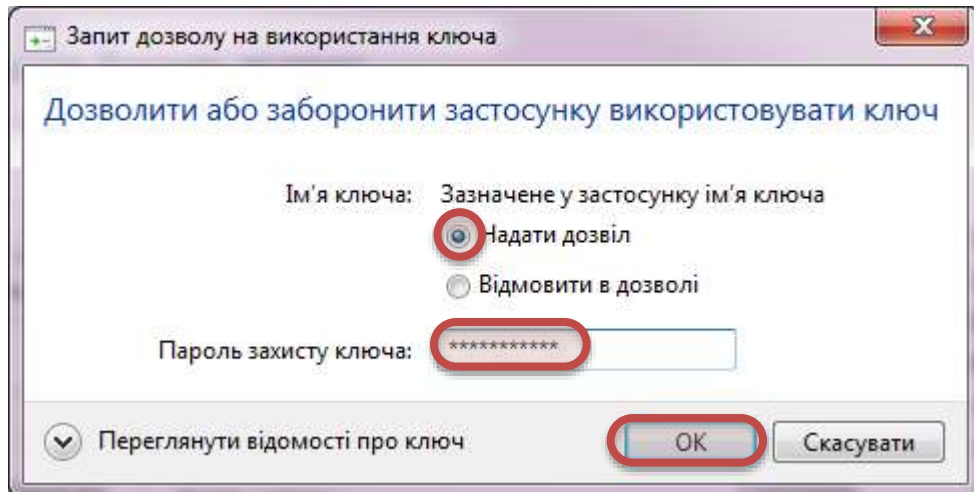 Запит дозволу на використання ключа
Дозволити або заборонити застосунку використовувати ключ
Ім'я ключа: Зазначене у застосунку ім'я ключа
Надати дозвіл
Відмовити в дозволі
Пароль захисту ключа: ***********
Переглянути відомості про ключ OK Скасувати